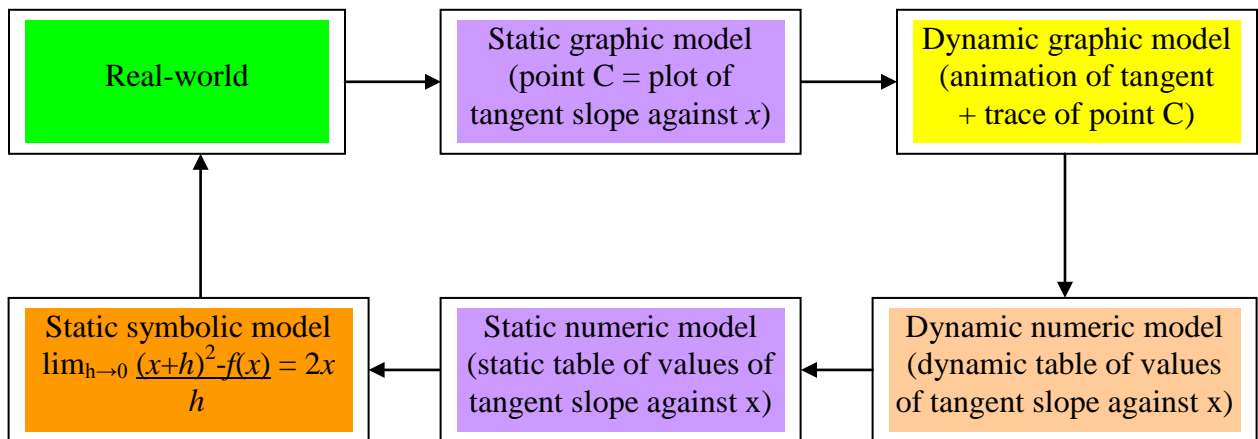 Real-world
Static graphic model
(point C = plot of
tangent slope against x)
Dynamic graphic model
(animation of tangent
+ trace of point C)
Static symbolic model
lim h→0 (x+h)²-f(x) = 2x
h
Static numeric model
(static table of values of
tangent slope against x)
Dynamic numeric model
(dynamic table of values
of tangent slope against x)